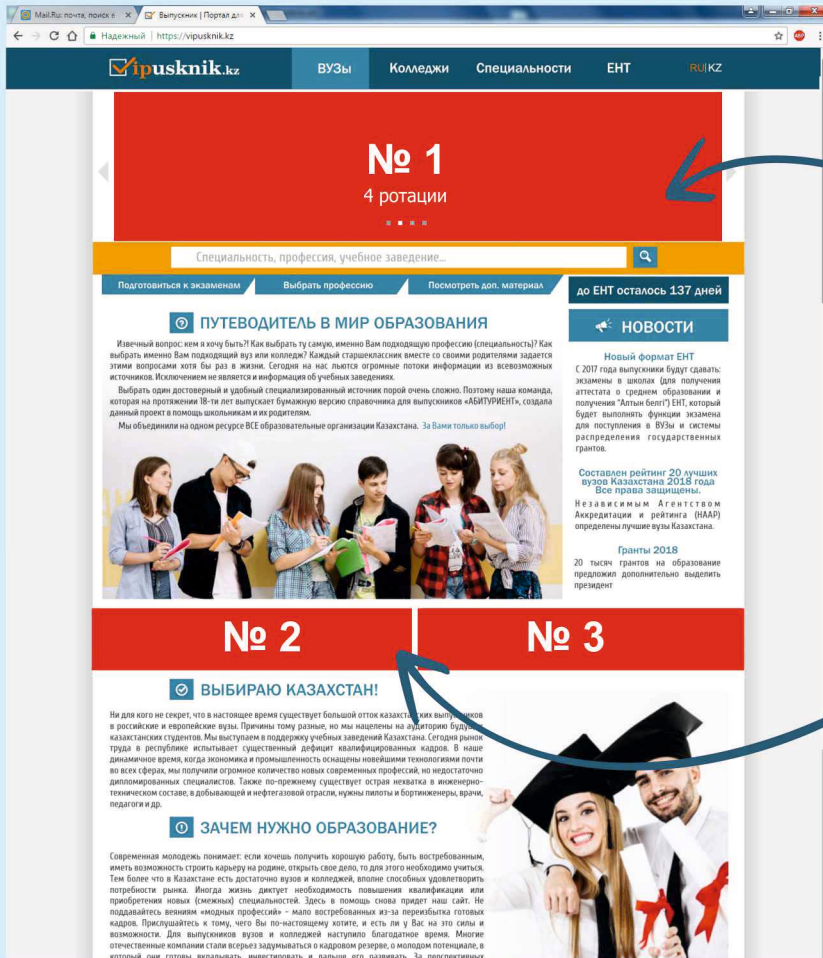 Mail.Ru: почта, поиск в
Выпускник | Портал для
Надежный | https://vipusknik.kz
Vipusknik.kz
ВУЗы
Колледжи
Специальности
ЕНТ
RU|KZ
№ 1
4 ротации
Специальность, профессия, учебное заведение...
Подготовиться к экзаменам
Выбрать профессию
Посмотреть доп. материал
до ЕНТ осталось 137 дней
ПУТЕВОДИТЕЛЬ В МИР ОБРАЗОВАНИЯ
Извечный вопрос: кем я хочу быть?! Как выбрать ту самую, именно Вам подходящую профессию (специальность)? Как
выбрать именно Вам подходящий вуз или колледж? Каждый старшеклассник вместе со своими родителями задается
этими вопросами хотя бы раз в жизни. Сегодня на нас льются огромные потоки информации из всевозможных
источников. Исключением не является и информация об учебных заведениях.
Выбрать один достоверный и удобный специализированный источник порой очень сложно. Поэтому наша команда,
которая на протяжении 18-ти лет выпускает бумажную версию справочника для выпускников «АБИТУРИЕНТ», создала
данный проект в помощь школьникам и их родителям.
Мы объединили на одном ресурсе ВСЕ образовательные организации Казахстана. За Вами только выбор!
НОВОСТИ
Новый формат ЕНТ
С 2017 года выпускники будут сдавать:
экзамены в школах (для получения
аттестата о среднем образовании и
получения "Алтын белгі") ЕНТ, который
будет выполнять функции экзамена
для поступления в ВУЗы и системы
распределения государственных
грантов.
Составлен рейтинг 20 лучших
вузов Казахстана 2018 года
Все права защищены.
Независимым Агентством
Аккредитации и рейтинга (НААР)
определены лучшие вузы Казахстана.
Гранты 2018
20 тысяч грантов на образование
предложил дополнительно выделить
президент
№ 2
№ 3
ВЫБИРАЮ КАЗАХСТАН!
Ни для кого не секрет, что в настоящее время существует большой отток казахстанских выпускников
в российские и европейские вузы. Причины тому разные, но мы нацелены на аудиторию будущих
казахстанских студентов. Мы выступаем в поддержку учебных заведений Казахстана. Сегодня рынок
труда в республике испытывает существенный дефицит квалифицированных кадров. В наше
динамичное время, когда экономика и промышленность оснащены новейшими технологиями почти
во всех сферах, мы получили огромное количество новых современных профессий, но недостаточно
дипломированных специалистов. Также по-прежнему существует острая нехватка в инженерно-
техническом составе, в добывающей и нефтегазовой отрасли, нужны пилоты и бортинженеры, врачи,
педагоги и др.
ЗАЧЕМ НУЖНО ОБРАЗОВАНИЕ?
Современная молодежь понимает: если хочешь получить хорошую работу, быть востребованным,
иметь возможность строить карьеру на родине, открыть свое дело, то для этого необходимо учиться.
Тем более что в Казахстане есть достаточно вузов и колледжей, вполне способных удовлетворить
потребности рынка. Иногда жизнь диктует необходимость повышения квалификации или
приобретения новых (смежных) специальностей. Здесь в помощь снова придет наш сайт. Не
поддавайтесь веяниям «модных профессий» – мало востребованных из-за переизбытка готовых
кадров. Прислушайтесь к тому, чего Вы по-настоящему хотите, и есть ли у Вас на это силы и
возможности. Для выпускников вузов и колледжей наступило благодатное время. Многие
отечественные компании стали всерьез задумываться о кадровом резерве, о молодом потенциале, в
который они готовы вкладывать, инвестировать и дальше его развивать. За перспективных